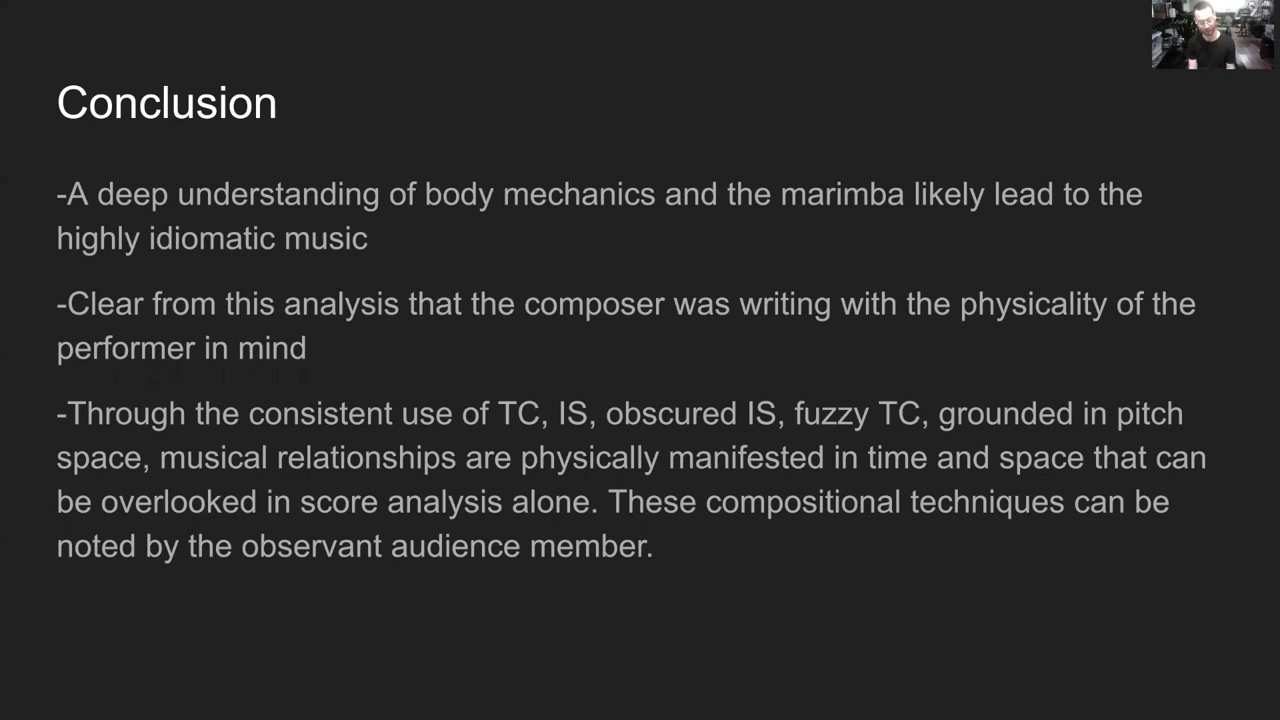 Conclusion
-A deep understanding of body mechanics and the marimba likely lead to the
highly idiomatic music
-Clear from this analysis that the composer was writing with the physicality of the
performer in mind
-Through the consistent use of TC, IS, obscured IS, fuzzy TC, grounded in pitch
space, musical relationships are physically manifested in time and space that can
be overlooked in score analysis alone. These compositional techniques can be
noted by the observant audience member.